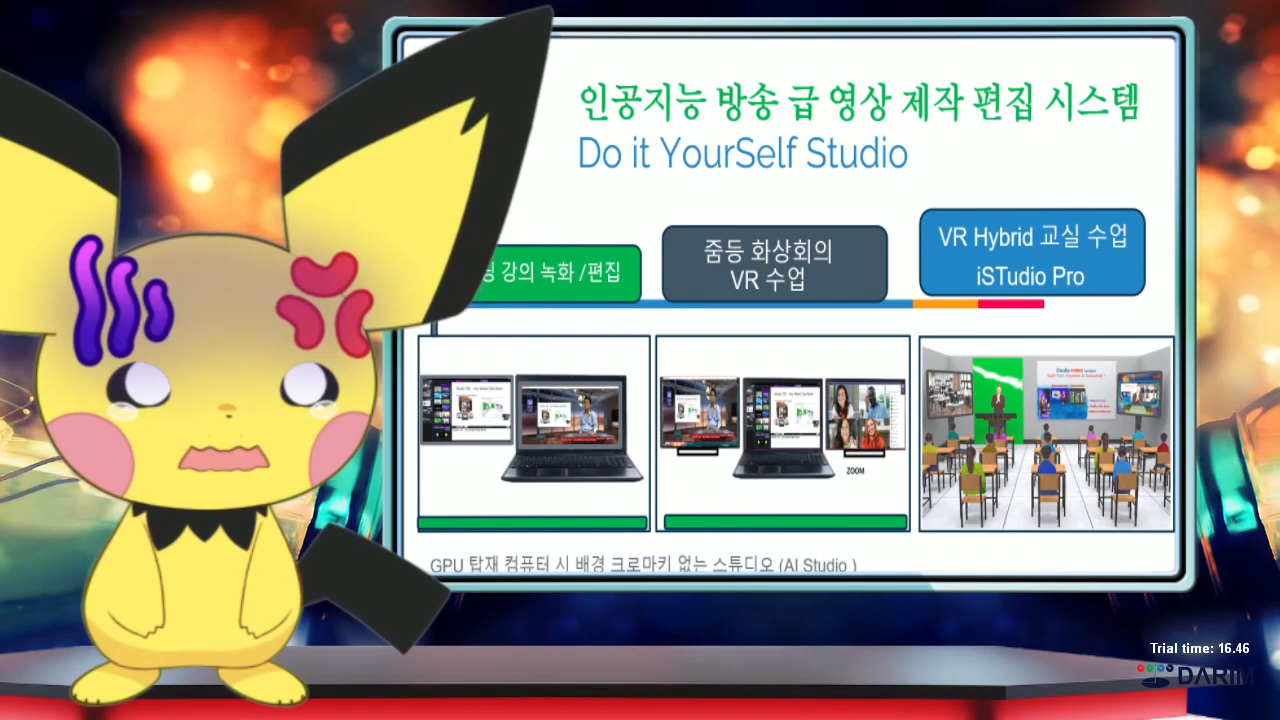 인공지능 방송 급 영상 제작 편집 시스템
Do it YourSelf Studio
강의 녹화 /편집
줌등 화상회의
VR 수업
VR Hybrid 교실 수업
iSTudio Pro
ZOOM
GPU 탑재 컴퓨터 시 배경 크로마키 없는 스튜디오 (AI Studio )
Trial time: 16.46
DARIM